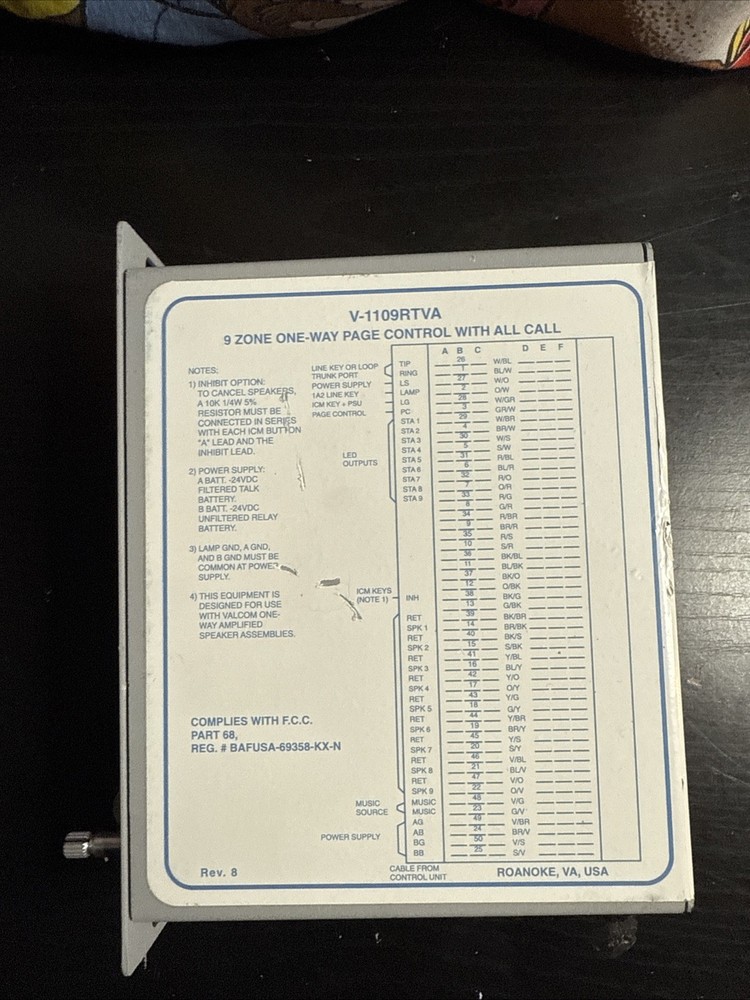 V-1109RTVA
9 ZONE ONE-WAY PAGE CONTROL WITH ALL CALL
NOTES:
1) INHIBIT OPTION:
TO CANCEL SPEAKERS,
A 10K 1/4W 5%
RESISTOR MUST BE
CONNECTED IN SERIES
WITH EACH ICM BUTTON
"A" LEAD AND THE
INHIBIT LEAD.
2) POWER SUPPLY:
A BATT. -24VDC
FILTERED TALK
BATTERY.
B BATT. -24VDC
UNFILTERED RELAY
BATTERY.
3) LAMP GND, A GND,
AND B GND MUST BE
COMMON AT POWER
SUPPLY.
4) THIS EQUIPMENT IS
DESIGNED FOR USE
WITH VALCOM ONE-
WAY AMPLIFIED
SPEAKER ASSEMBLIES.
COMPLIES WITH F.C.C.
PART 68,
REG. # BAFUSA-69358-KX-N
Rev. 8
LINE KEY OR LOOP
TRUNK PORT
POWER SUPPLY
1A2 LINE KEY
ICM KEY + PSU
PAGE CONTROL
LED
OUTPUTS
ICM KEYS
(NOTE 1)
MUSIC
SOURCE
POWER SUPPLY
A B C D E F
TIP 26 W/BL
RING 1 BL/W
LS 27 W/O
LAMP 2 O/W
LG 28 W/GR
PC 3 GR/W
STA 1 29 W/BR
STA 2 4 BR/W
STA 3 30 W/S
STA 4 5 S/W
STA 5 31 R/BL
STA 6 6 BL/R
STA 7 32 R/O
STA 8 7 O/R
STA 9 33 R/G
8 G/R
34 R/BR
9 BR/R
35 R/S
10 S/R
36 BK/BL
11 BL/BK
37 BK/O
12 O/BK
INH 38 BK/G
13 G/BK
RET 39 BK/BR
SPK 1 14 BR/BK
RET 40 BK/S
SPK 2 15 S/BK
RET 41 Y/BL
SPK 3 16 BL/Y
RET 42 Y/O
SPK 4 17 O/Y
RET 43 Y/G
SPK 5 18 G/Y
RET 44 Y/BR
SPK 6 19 BR/Y
RET 45 Y/S
SPK 7 20 S/Y
RET 46 V/BL
SPK 8 21 BL/V
RET 47 V/O
SPK 9 22 O/V
MUSIC 48 V/G
MUSIC 23 G/V
AG 49 V/BR
AB 24 BR/V
BG 50 V/S
BB 25 S/V
CABLE FROM
CONTROL UNIT
ROANOKE, VA, USA